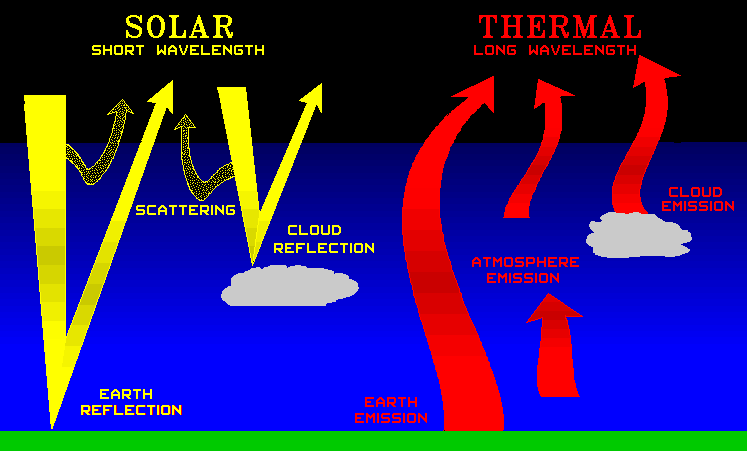 SOLAR
SHORT WAVELENGTH
SCATTERING
CLOUD
REFLECTION
EARTH
REFLECTION
THERMAL
LONG WAVELENGTH
CLOUD
EMISSION
ATMOSPHERE
EMISSION
EARTH
EMISSION